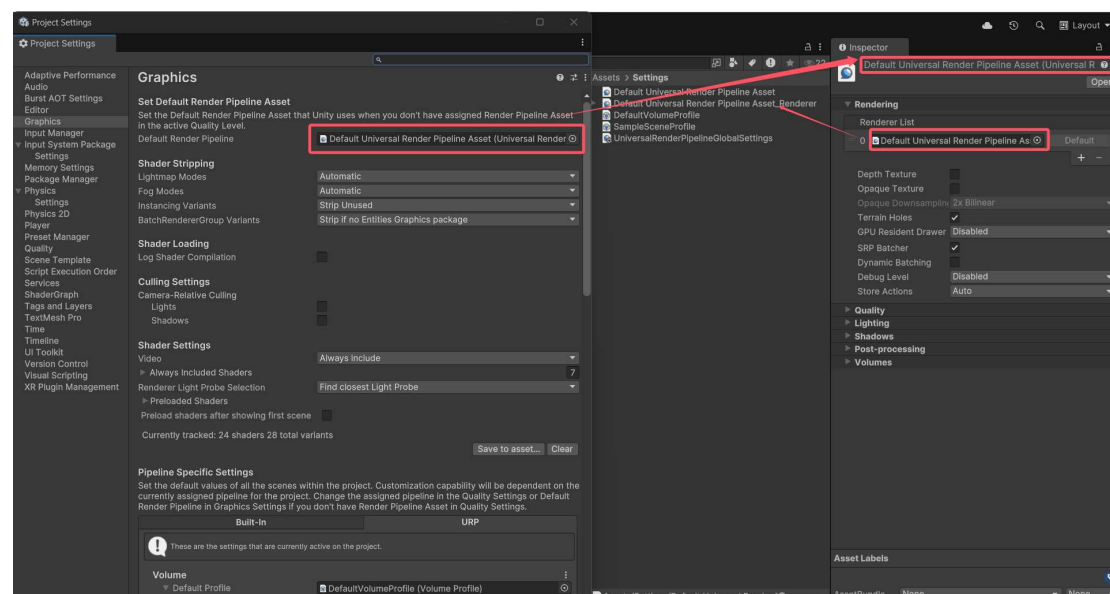 Project Settings
Project Settings
Adaptive Performance
Audio
Burst AOT Settings
Editor
Graphics
Input Manager
Input System Package
Settings
Memory Settings
Package Manager
Physics
Settings
Physics 2D
Player
Preset Manager
Quality
Scene Template
Script Execution Order
Services
ShaderGraph
Tags and Layers
TextMesh Pro
Time
Timeline
UI Toolkit
Version Control
Visual Scripting
XR Plugin Management
Graphics
Set Default Render Pipeline Asset
Set the Default Render Pipeline Asset that Unity uses when you don't have assigned Render Pipeline Asset
in the active Quality Level.
Default Render Pipeline Default Universal Render Pipeline Asset (Universal Render
Shader Stripping
Lightmap Modes Automatic
Fog Modes Automatic
Instancing Variants Strip Unused
BatchRendererGroup Variants Strip if no Entities Graphics package
Shader Loading
Log Shader Compilation
Culling Settings
Camera-Relative Culling
Lights
Shadows
Shader Settings
Video Always include
Always Included Shaders 7
Renderer Light Probe Selection Find closest Light Probe
Preloaded Shaders
Preload shaders after showing first scene
Currently tracked: 24 shaders 28 total variants
Save to asset... Clear
Pipeline Specific Settings
Set the default values of all the scenes within the project. Customization capability will be dependent on the
currently assigned pipeline for the project. Change the assigned pipeline in the Quality Settings or Default
Render Pipeline in Graphics Settings if you don't have Render Pipeline Asset in Quality Settings.
Built-In URP
These are the settings that are currently active on the project.
Volume
Default Profile DefaultVolumeProfile (Volume Profile)
Layout
22
Assets > Settings
Default Universal Render Pipeline Asset
Default Universal Render Pipeline Asset_Renderer
DefaultVolumeProfile
SampleSceneProfile
UniversalRenderPipelineGlobalSettings
Inspector
Default Universal Render Pipeline Asset (Universal R
Open
Rendering
Renderer List
0 Default Universal Render Pipeline As Default
+ -
Depth Texture
Opaque Texture
Opaque Downsamplin 2x Bilinear
Terrain Holes
GPU Resident Drawer Disabled
SRP Batcher
Dynamic Batching
Debug Level Disabled
Store Actions Auto
Quality
Lighting
Shadows
Post-processing
Volumes
Asset Labels
AssetBundle None None